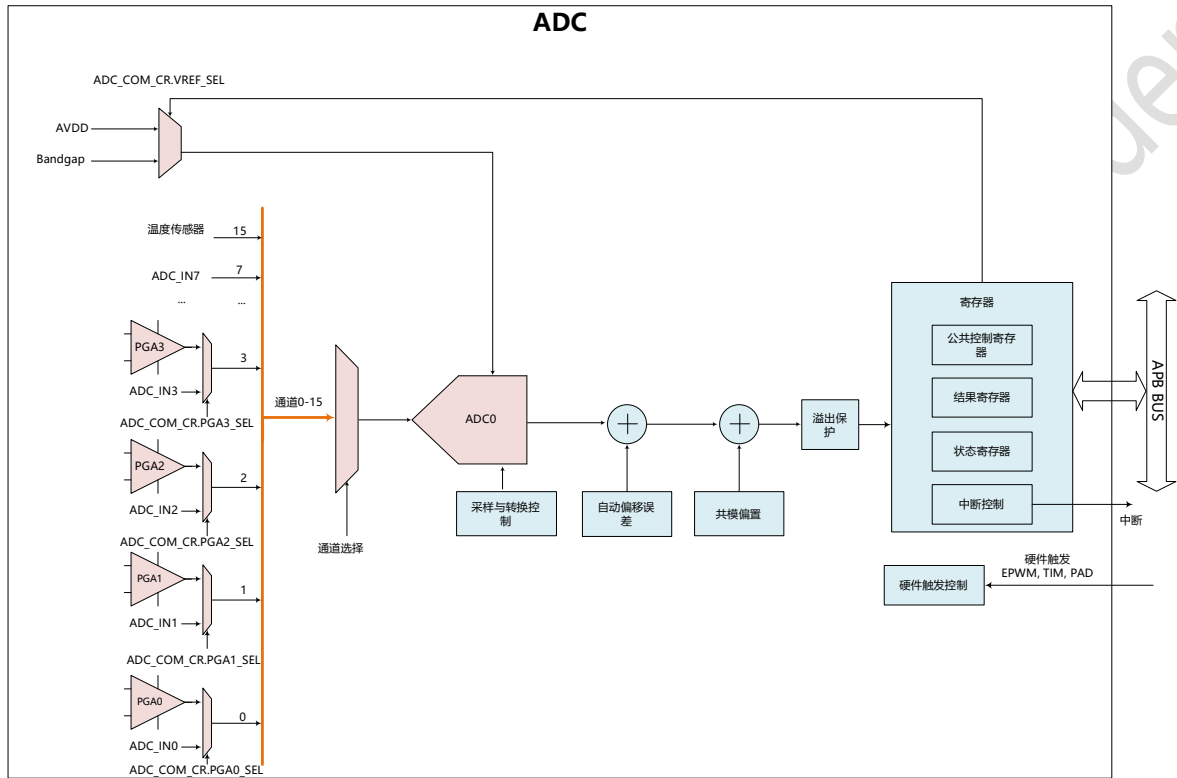 ADC
ADC_COM_CR.VREF_SEL
AVDD
Bandgap
温度传感器
15
ADC_IN7
7
...
...
PGA3
3
ADC_IN3
ADC_COM_CR.PGA3_SEL
PGA2
2
ADC_IN2
ADC_COM_CR.PGA2_SEL
PGA1
1
ADC_IN1
ADC_COM_CR.PGA1_SEL
PGA0
0
ADC_IN0
ADC_COM_CR.PGA0_SEL
通道0-15
通道选择
ADC0
采样与转换控
制
自动偏移误
差
共模偏置
溢出保
护
寄存器
公共控制寄存
器
结果寄存器
状态寄存器
中断控制
中断
APB BUS
硬件触发
EPWM, TIM, PAD
硬件触发控制